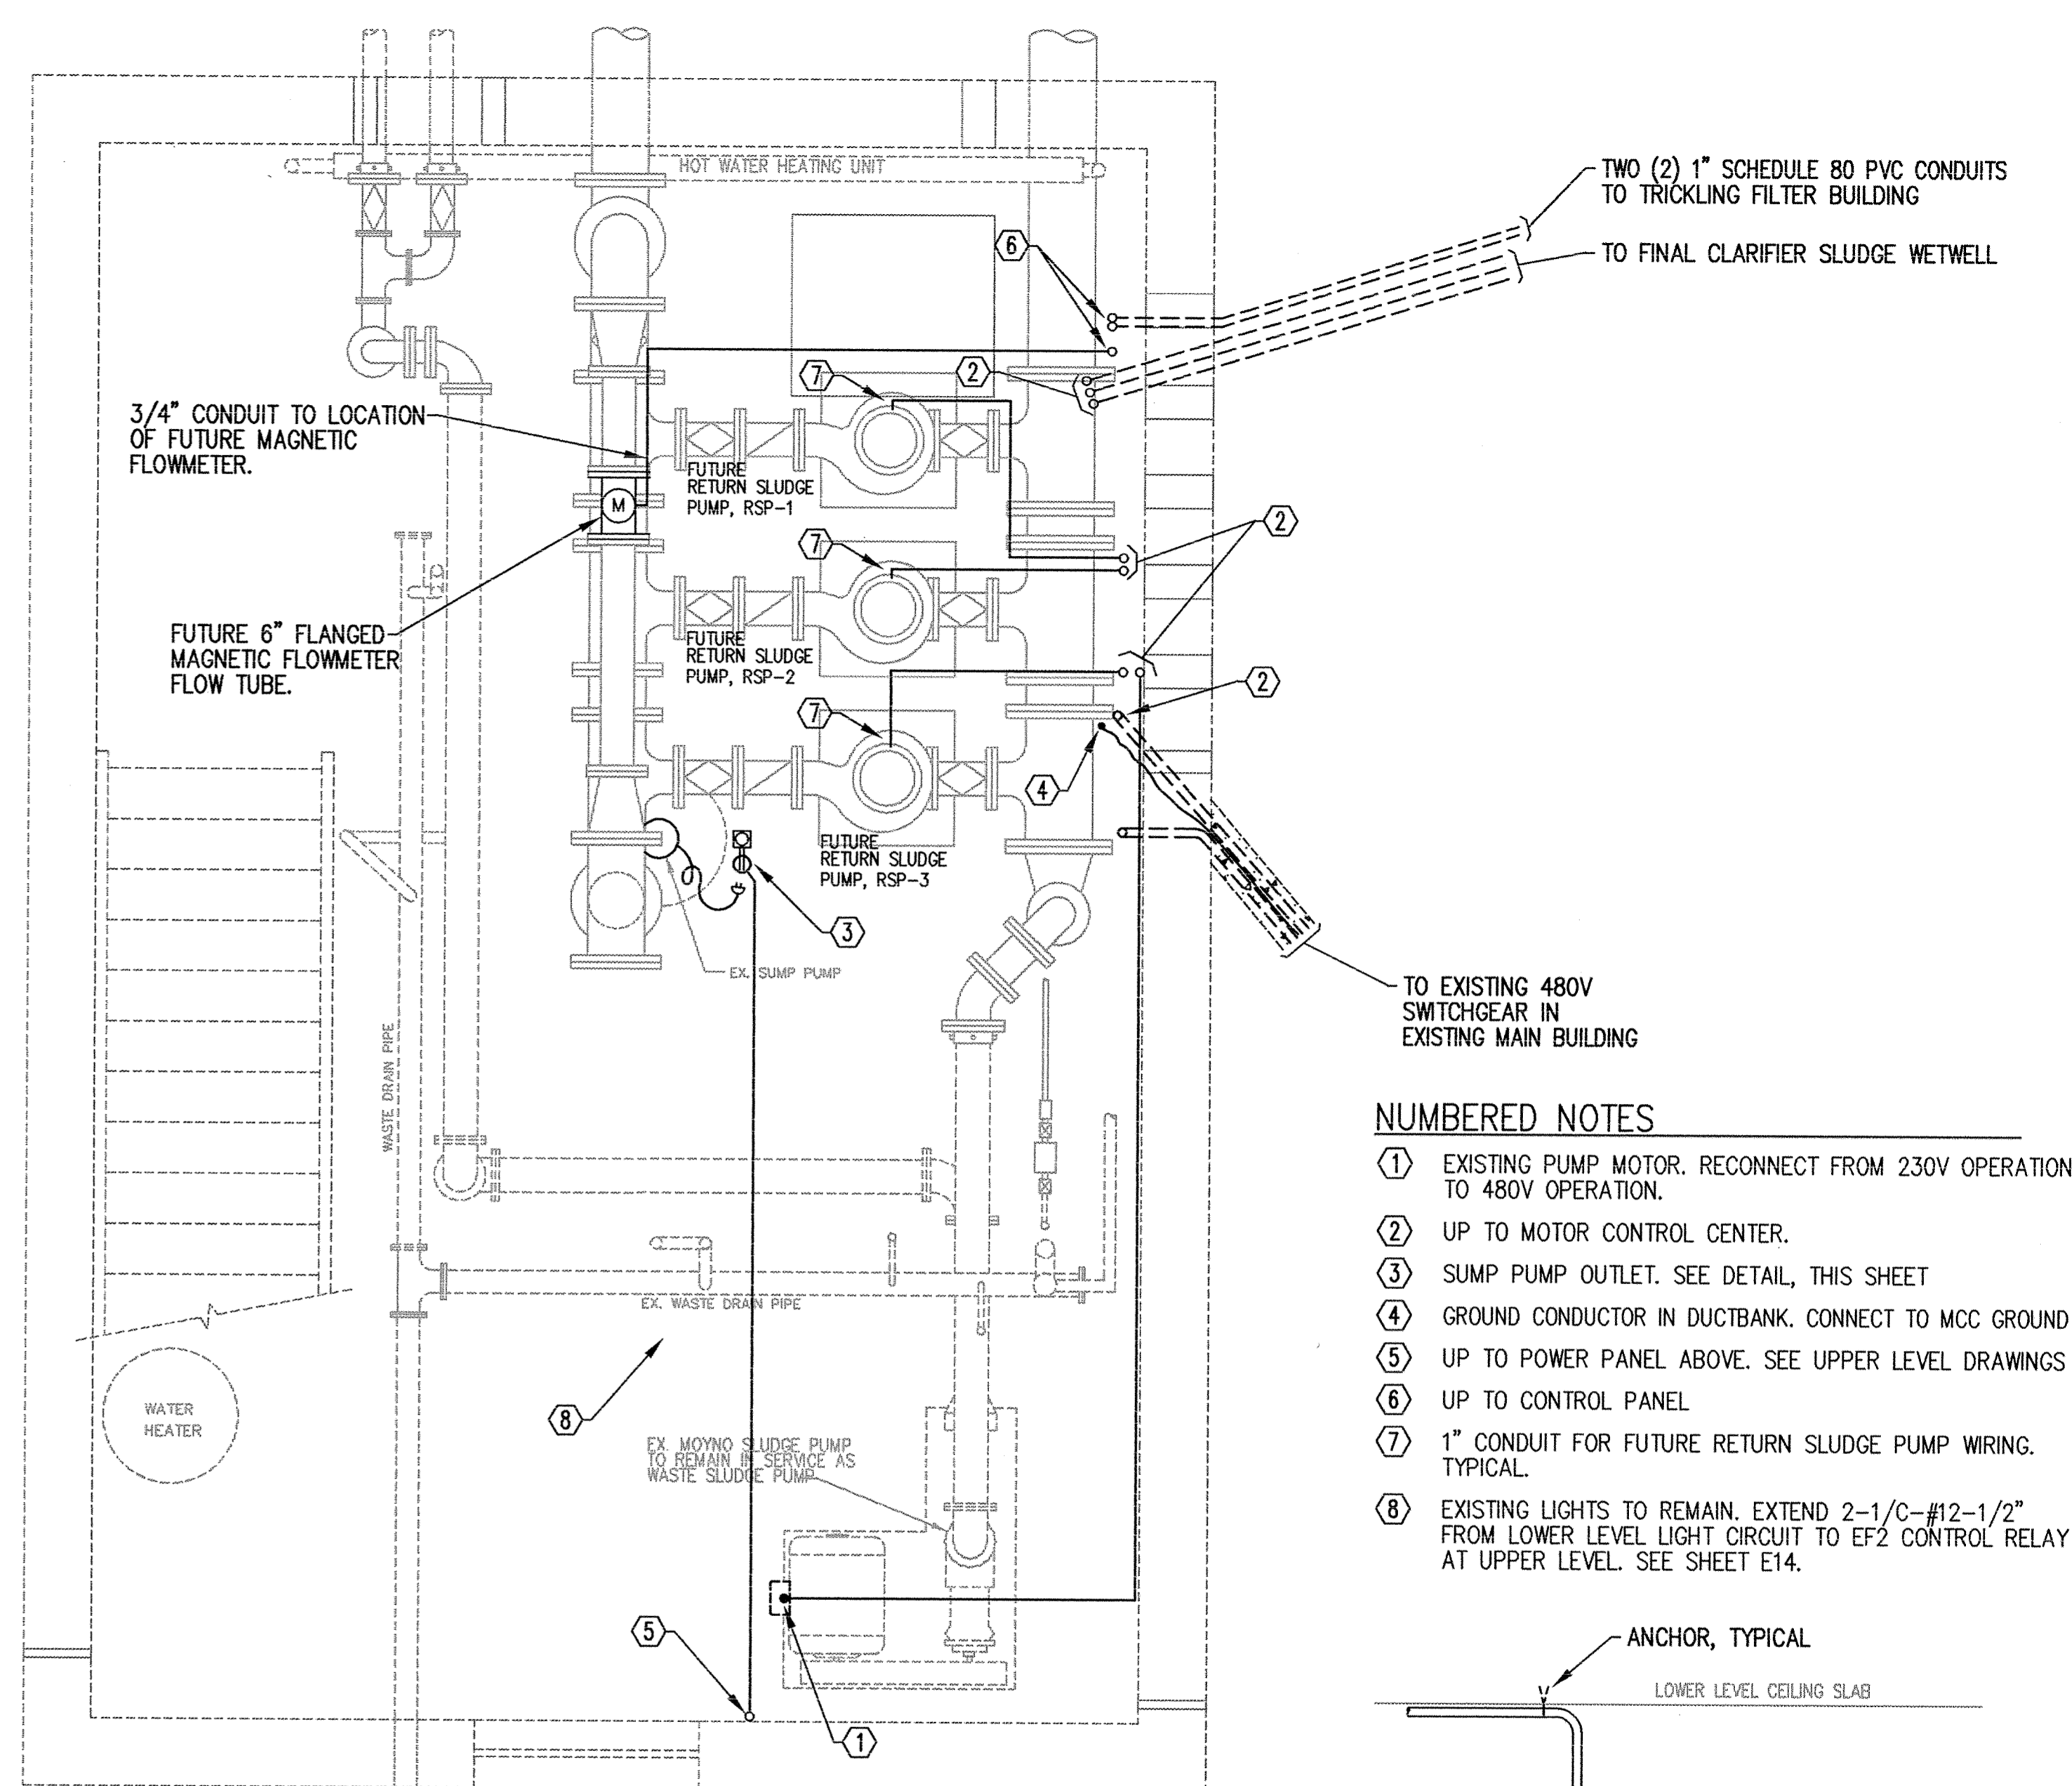 HOT WATER HEATING UNIT
TWO (2) 1" SCHEDULE 80 PVC CONDUITS
TO TRICKLING FILTER BUILDING
TO FINAL CLARIFIER SLUDGE WETWELL
6
7
2
3/4" CONDUIT TO LOCATION
OF FUTURE MAGNETIC
FLOWMETER.
FUTURE
RETURN SLUDGE
PUMP, RSP-1
M
2
7
FUTURE 6" FLANGED
MAGNETIC FLOWMETER
FLOW TUBE.
FUTURE
RETURN SLUDGE
PUMP, RSP-2
2
7
4
FUTURE
RETURN SLUDGE
PUMP, RSP-3
3
EX. SUMP PUMP
TO EXISTING 480V
SWITCHGEAR IN
EXISTING MAIN BUILDING
WASTE DRAIN PIPE
EX. WASTE DRAIN PIPE
WATER
HEATER
8
EX. MOYNO SLUDGE PUMP
TO REMAIN IN SERVICE AS
WASTE SLUDGE PUMP
5
1
NUMBERED NOTES
1 EXISTING PUMP MOTOR. RECONNECT FROM 230V OPERATION
TO 480V OPERATION.
2 UP TO MOTOR CONTROL CENTER.
3 SUMP PUMP OUTLET. SEE DETAIL, THIS SHEET
4 GROUND CONDUCTOR IN DUCTBANK. CONNECT TO MCC GROUND
5 UP TO POWER PANEL ABOVE. SEE UPPER LEVEL DRAWINGS
6 UP TO CONTROL PANEL
7 1" CONDUIT FOR FUTURE RETURN SLUDGE PUMP WIRING.
TYPICAL.
8 EXISTING LIGHTS TO REMAIN. EXTEND 2-1/C-#12-1/2"
FROM LOWER LEVEL LIGHT CIRCUIT TO EF2 CONTROL RELAY
AT UPPER LEVEL. SEE SHEET E14.
ANCHOR, TYPICAL
LOWER LEVEL CEILING SLAB